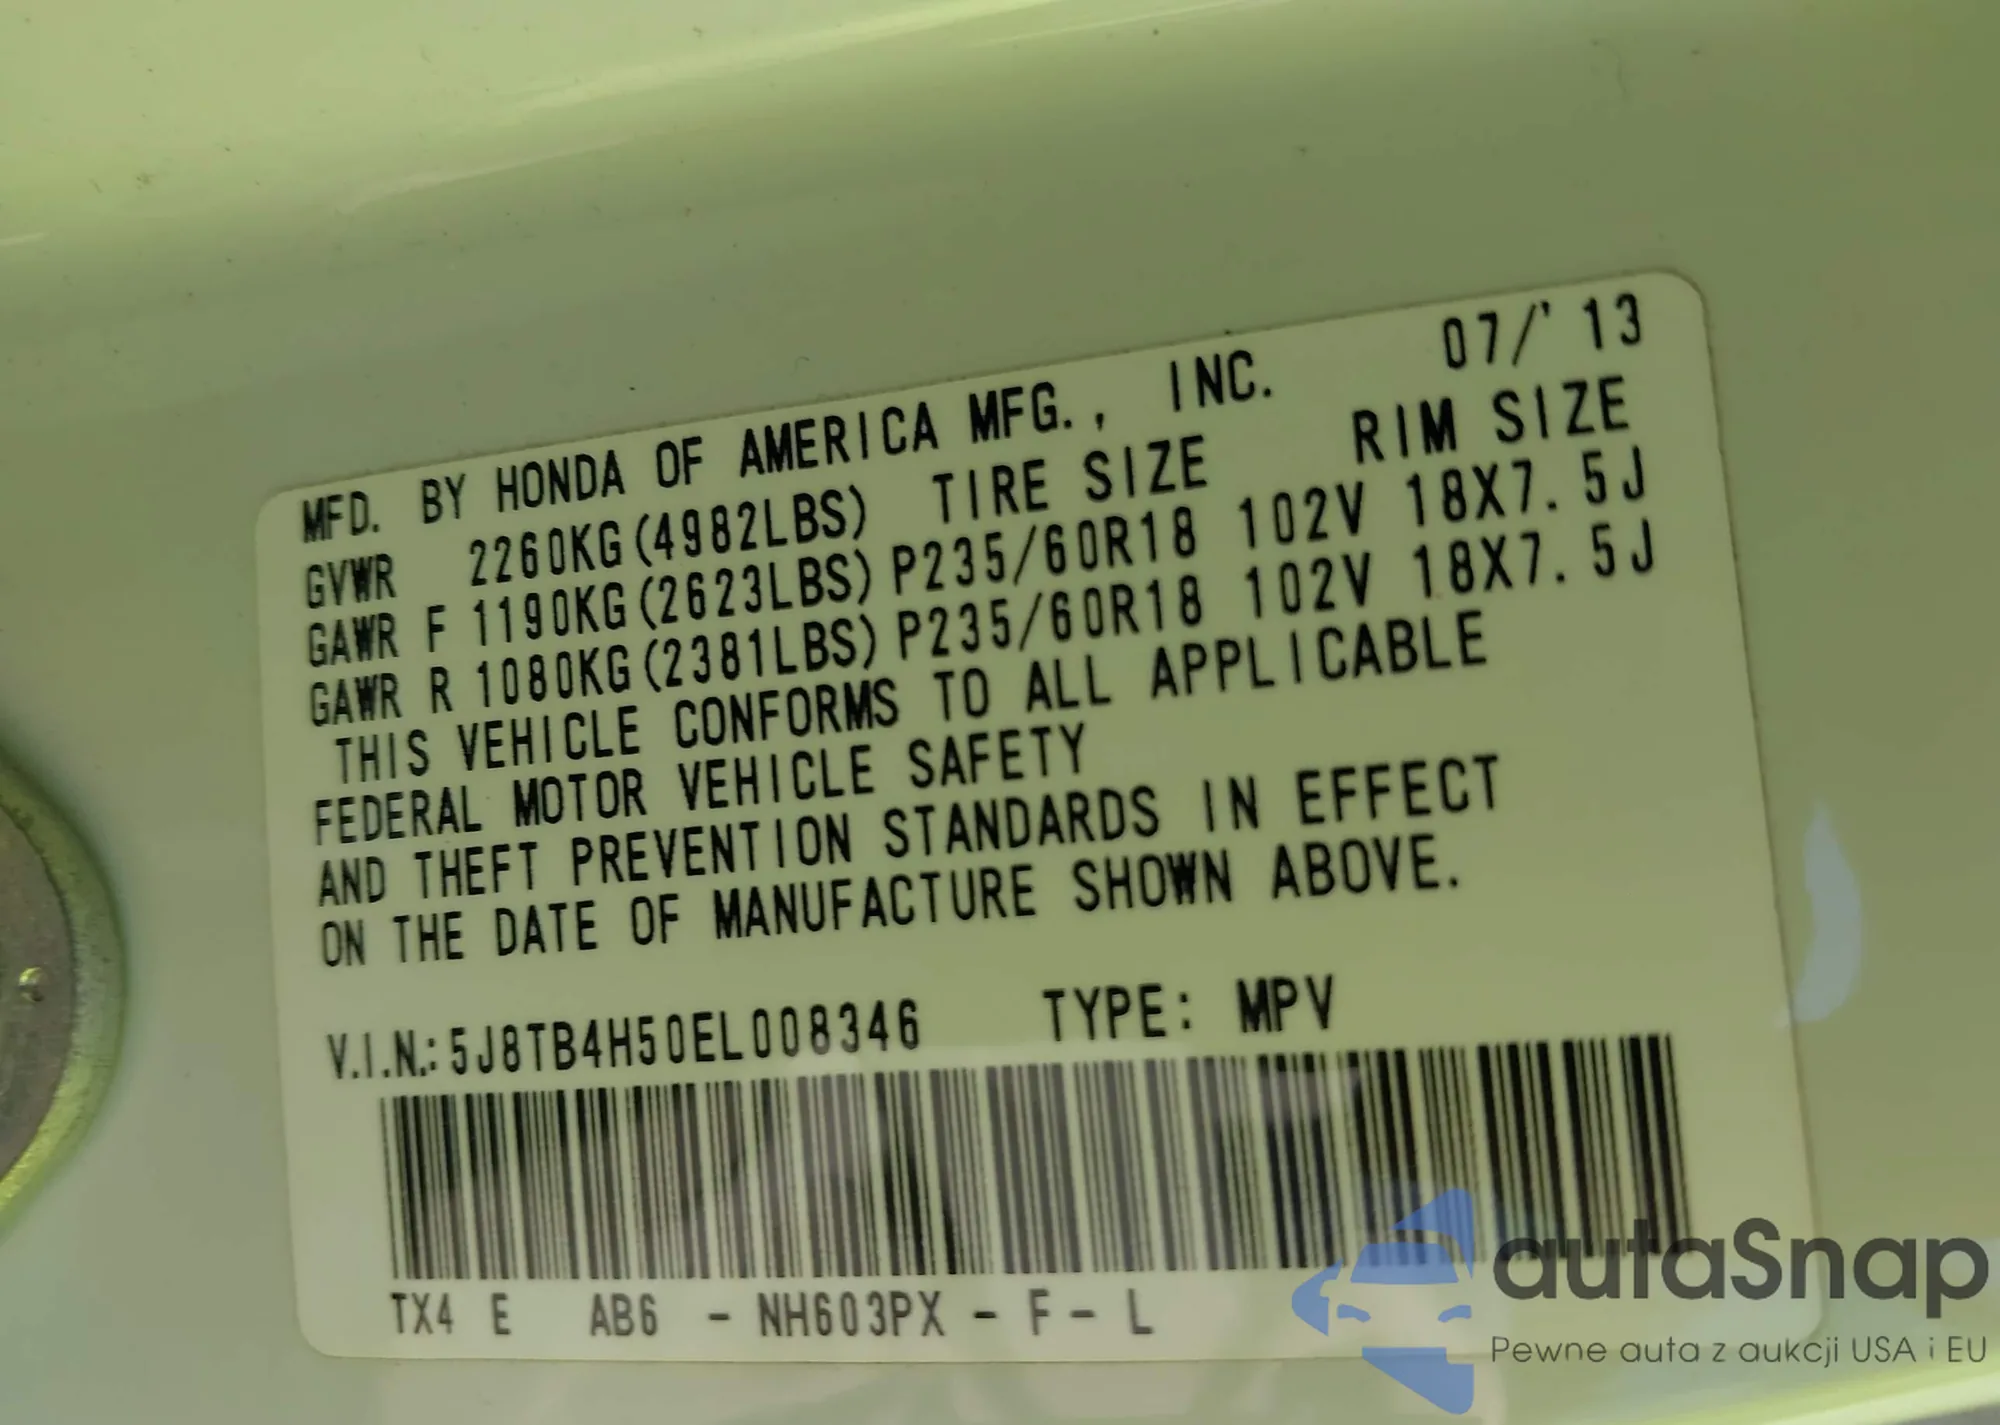 07/'13
MFD. BY HONDA OF AMERICA MFG., INC.
GVWR 2260KG(4982LBS) TIRE SIZE RIM SIZE
GAWR F 1190KG(2623LBS) P235/60R18 102V 18X7.5J
GAWR R 1080KG(2381LBS) P235/60R18 102V 18X7.5J
THIS VEHICLE CONFORMS TO ALL APPLICABLE
FEDERAL MOTOR VEHICLE SAFETY
AND THEFT PREVENTION STANDARDS IN EFFECT
ON THE DATE OF MANUFACTURE SHOWN ABOVE.
V.I.N.: 5J8TB4H50EL008346 TYPE: MPV
TX4 E AB6 - NH603PX - F - L
autaSnap
Pewne auta z aukcji USA i EU